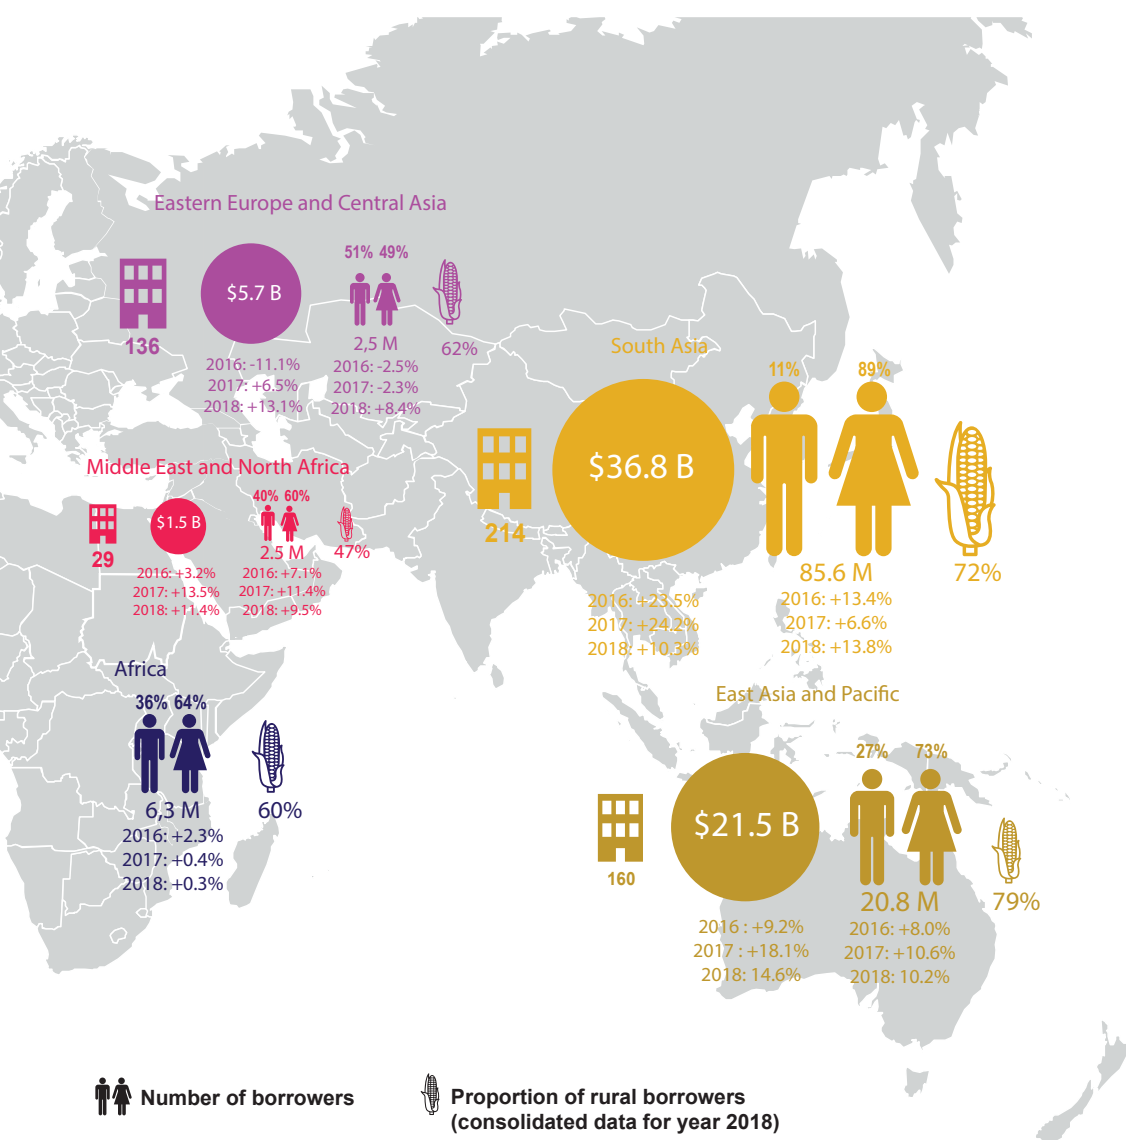 Eastern Europe and Central Asia
51% 49%
$5.7 B
136
2,5 M
62%
2016: -11.1%
2017: +6.5%
2018: +13.1%
2016: -2.5%
2017: -2.3%
2018: +8.4%
South Asia
11% 89%
$36.8 B
214
85.6 M
72%
2016: +23.5%
2017: +24.2%
2018: +10.3%
2016: +13.4%
2017: +6.6%
2018: +13.8%
Middle East and North Africa
40% 60%
$1.5 B
29
2.5 M
47%
2016: +3.2%
2017: +13.5%
2018: +11.4%
2016: +7.1%
2017: +11.4%
2018: +9.5%
Africa
36% 64%
6,3 M
60%
2016: +2.3%
2017: +0.4%
2018: +0.3%
East Asia and Pacific
27% 73%
$21.5 B
160
20.8 M
79%
2016 : +9.2%
2017 : +18.1%
2018: 14.6%
2016: +8.0%
2017: +10.6%
2018: 10.2%
Number of borrowers
Proportion of rural borrowers
(consolidated data for year 2018)